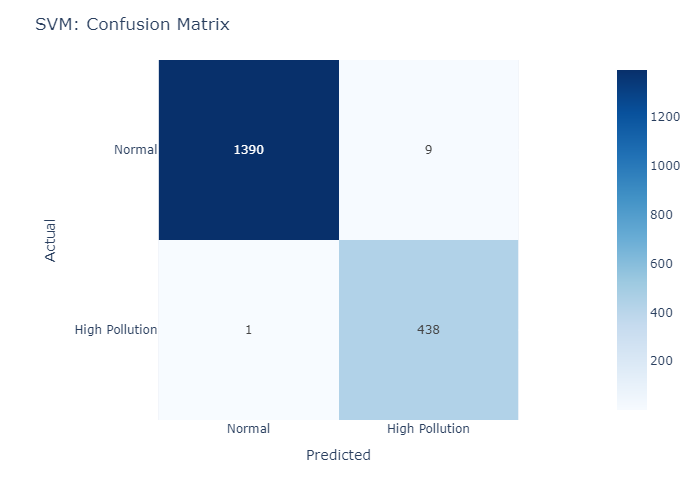 SVM: Confusion Matrix
Actual
Normal
1390
9
High Pollution
1
438
Normal
High Pollution
Predicted
1200
1000
800
600
400
200